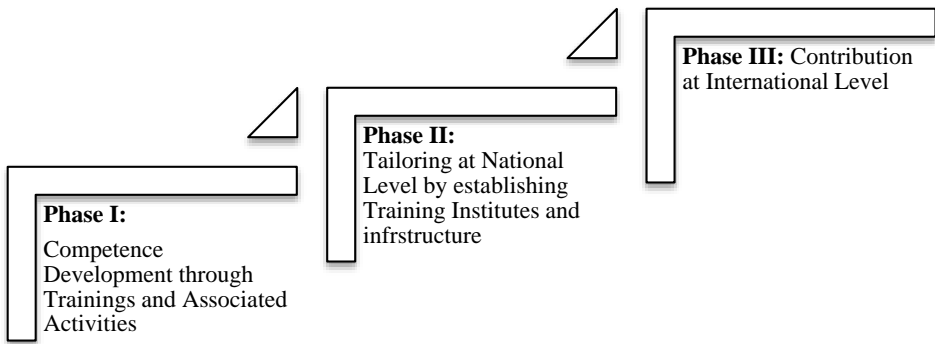 Phase I:
Competence
Development through
Trainings and Associated
Activities
Phase II:
Tailoring at National
Level by establishing
Training Institutes and
infrstructure
Phase III: Contribution
at International Level